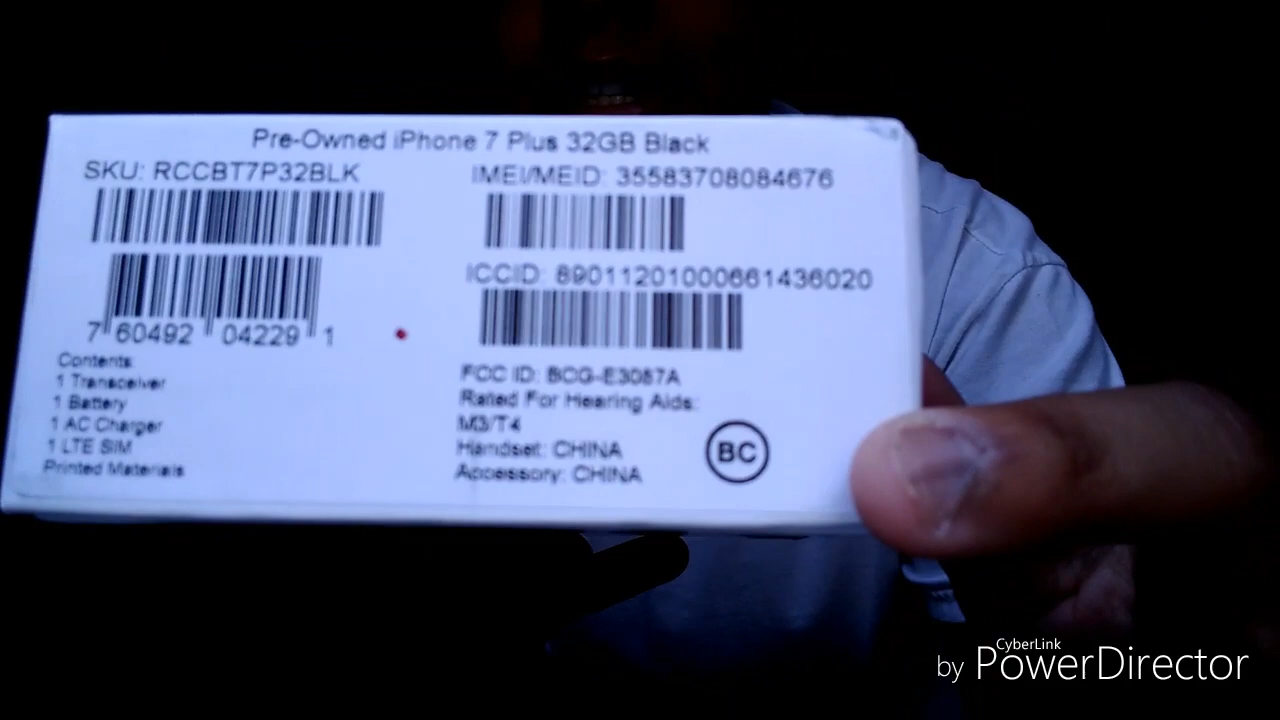 Pre-Owned iPhone 7 Plus 32GB Black
SKU: RCCBT7P32BLK
7 60492 04229 1
Contents:
1 Transceiver
1 Battery
1 AC Charger
1 LTE SIM
Printed Materials
IMEI/MEID: 35583708084676
ICCID: 89011201000661436020
FCC ID: BCG-E3087A
Rated For Hearing Aids:
M3/T4
Handset: CHINA
Accessory: CHINA
BC
CyberLink
by PowerDirector